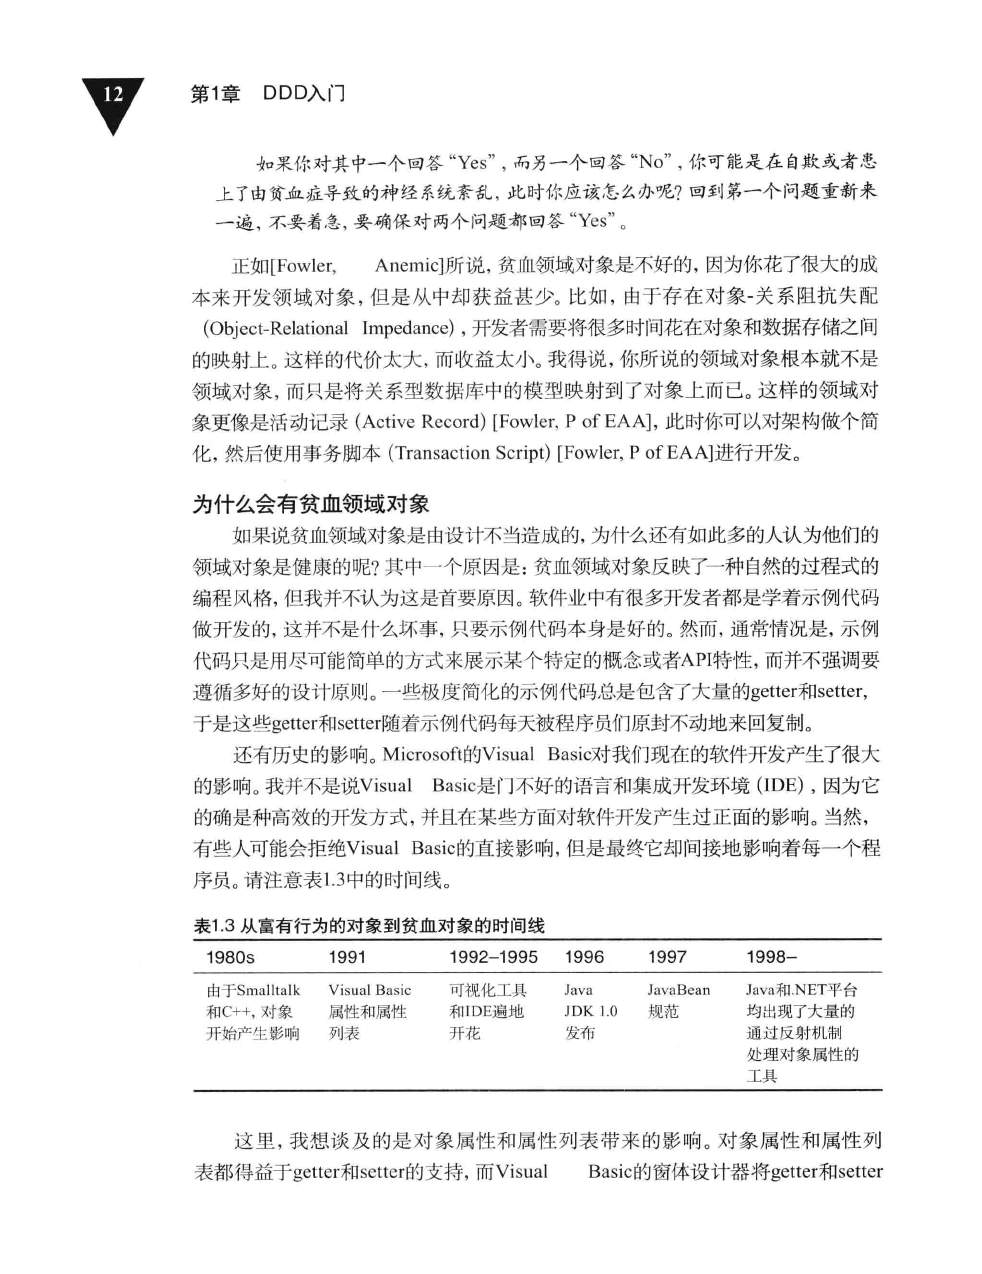 12
第1章 DDD入门
如果你对其中一个回答“Yes”，而另一个回答“No”，你可能是在自欺或者患
上了由贫血症导致的神经系统紊乱，此时你应该怎么办呢？回到第一个问题重新来
一遍，不要着急，要确保对两个问题都回答“Yes”。
正如[Fowler, Anemic]所说，贫血领域对象是不好的，因为你花了很大的成
本来开发领域对象，但是从中却获益甚少。比如，由于存在对象-关系阻抗失配
（Object-Relational Impedance），开发者需要将很多时间花在对象和数据存储之间
的映射上。这样的代价太大，而收益太小。我得说，你所说的领域对象根本就不是
领域对象，而只是将关系型数据库中的模型映射到了对象上而已。这样的领域对
象更像是活动记录（Active Record）[Fowler, P of EAA]，此时你可以对架构做个简
化，然后使用事务脚本（Transaction Script）[Fowler, P of EAA]进行开发。
为什么会有贫血领域对象
如果说贫血领域对象是由设计不当造成的，为什么还有如此多的人认为他们的
领域对象是健康的呢？其中一个原因是：贫血领域对象反映了一种自然的过程式的
编程风格，但我并不认为这是首要原因。软件业中有很多开发者都是学着示例代码
做开发的，这并不是什么坏事，只要示例代码本身是好的。然而，通常情况是，示例
代码只是用尽可能简单的方式来展示某个特定的概念或者API特性，而并不强调要
遵循多好的设计原则。一些极度简化的示例代码总是包含了大量的getter和setter，
于是这些getter和setter随着示例代码每天被程序员们原封不动地来回复制。
还有历史的影响。Microsoft的Visual Basic对我们现在的软件开发产生了很大
的影响。我并不是说Visual Basic是门不好的语言和集成开发环境（IDE），因为它
的确是种高效的开发方式，并且在某些方面对软件开发产生过正面的影响。当然，
有些人可能会拒绝Visual Basic的直接影响，但是最终它却间接地影响着每一个程
序员。请注意表1.3中的时间线。
表1.3 从富有行为的对象到贫血对象的时间线
1980s 1991 1992–1995 1996 1997 1998–
由于Smalltalk Visual Basic 可视化工具 Java JavaBean Java和.NET平台
和C++，对象 属性和属性 和IDE遍地 JDK 1.0 规范 均出现了大量的
开始产生影响 列表 开花 发布 通过反射机制
处理对象属性的
工具
这里，我想谈及的是对象属性和属性列表带来的影响。对象属性和属性列
表都得益于getter和setter的支持，而Visual Basic的窗体设计器将getter和setter